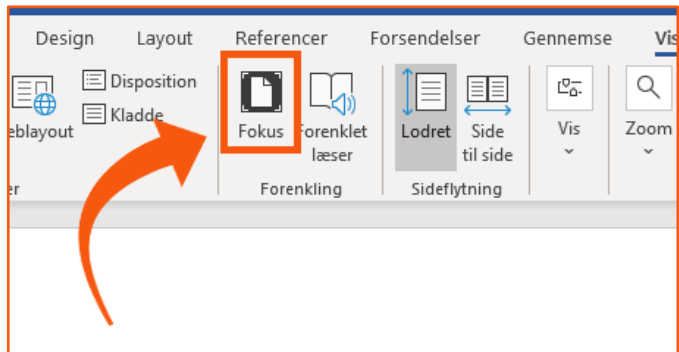 Design Layout Referencer Forsendelser Gennemse Vis
Disposition
Kladde
eblayout
Fokus
Forenklet
læser
Lodret
Side
til side
Vis
Zoom
er
Forenkling
Sideflytning